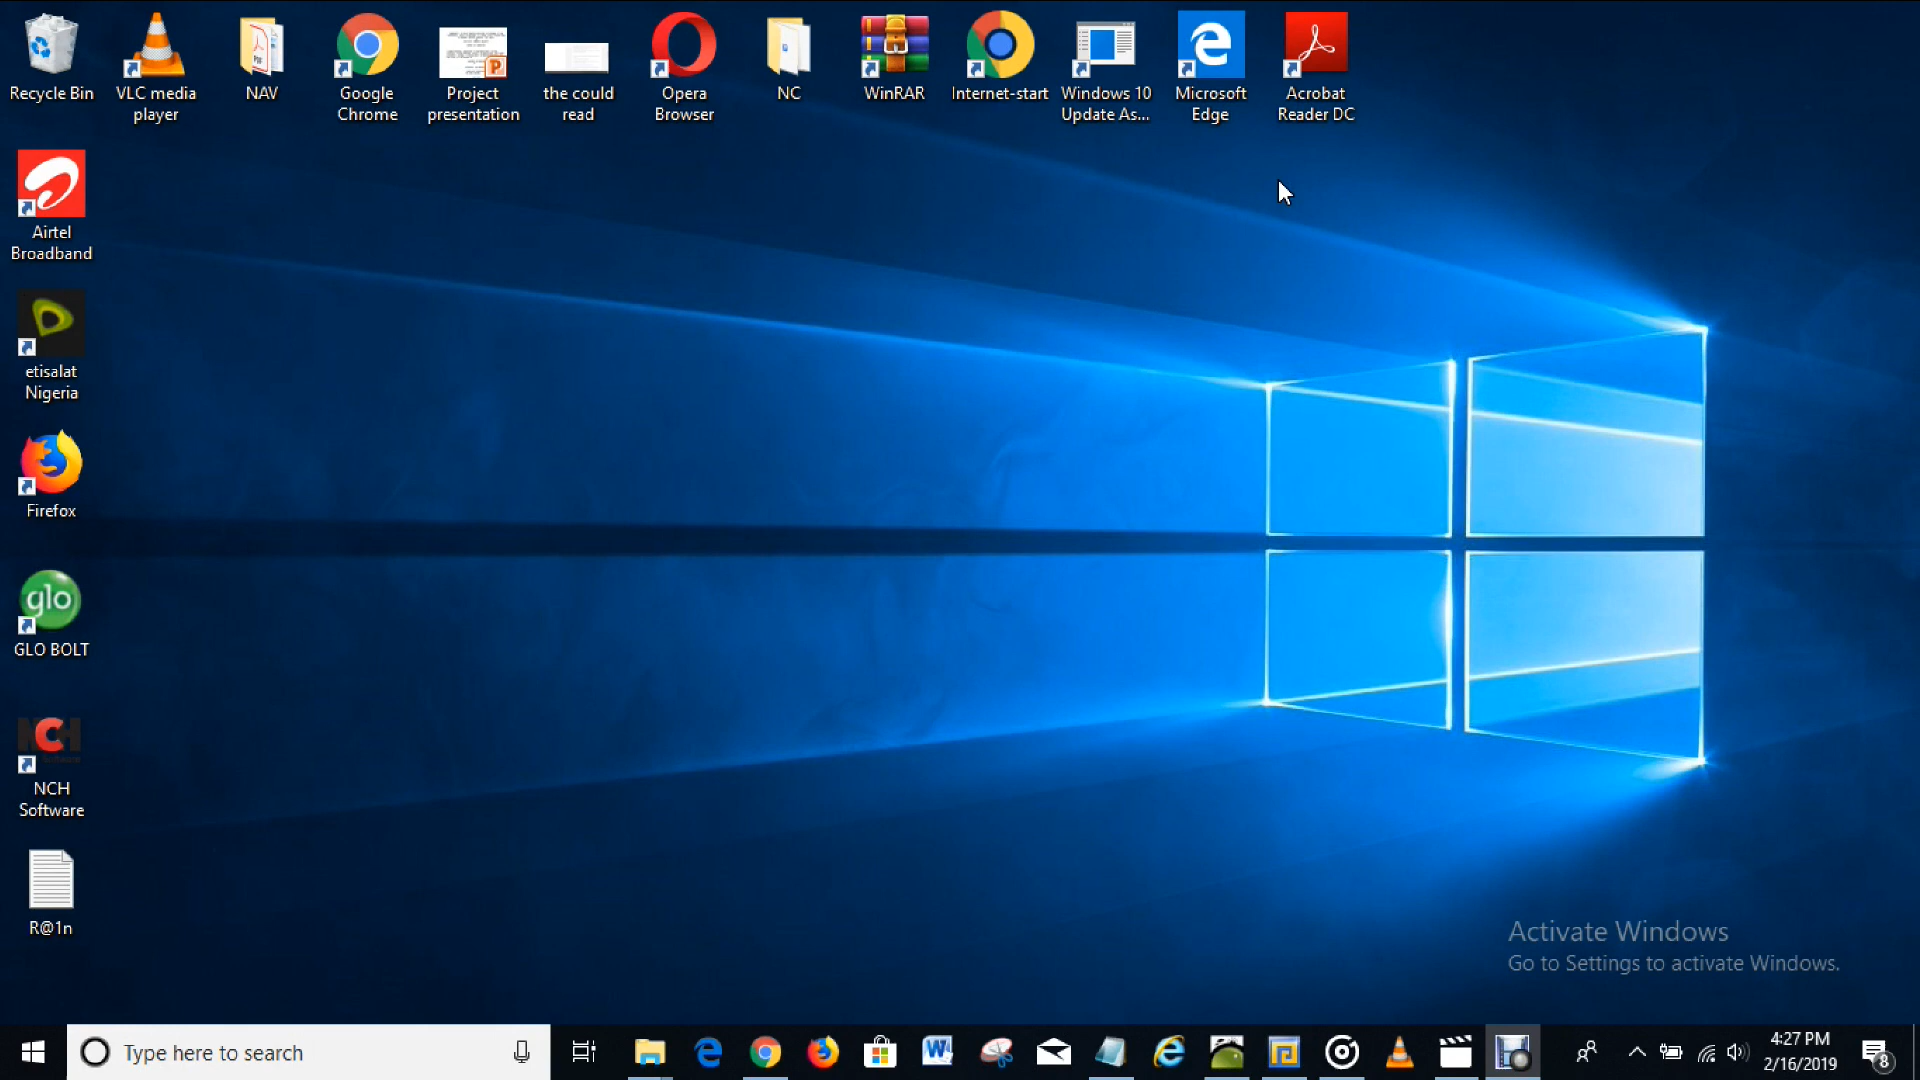 Recycle Bin
VLC media
player
NAV
Google
Chrome
Project
presentation
the could
read
Opera
Browser
NC
WinRAR
Internet-start
Windows 10
Update As...
Microsoft
Edge
Acrobat
Reader DC
Airtel
Broadband
etisalat
Nigeria
Firefox
glo
GLO BOLT
NCH
NCH
Software
R@1n
Activate Windows
Go to Settings to activate Windows.
Type here to search
4:27 PM
2/16/2019
8